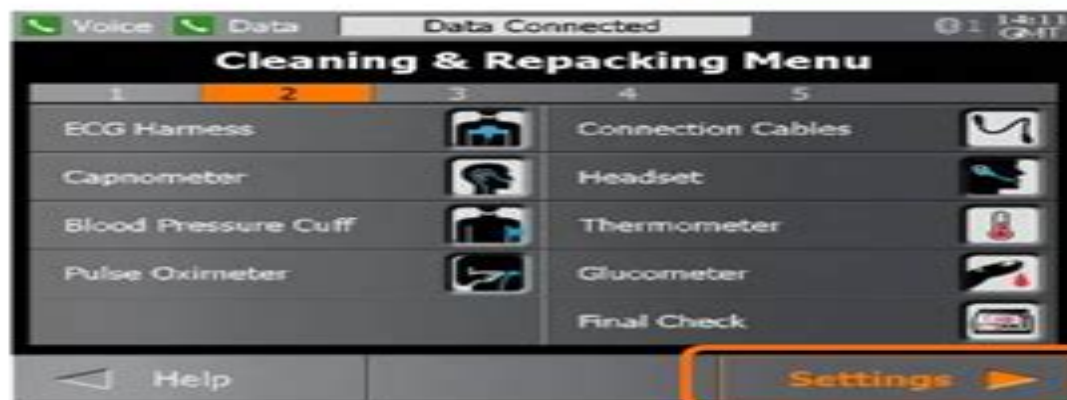 Voice Data Data Connected 1 14:11
GMT
Cleaning & Repacking Menu
1 2 3 4 5
ECG Harness Connection Cables
Capnometer Headset
Blood Pressure Cuff Thermometer
Pulse Oximeter Glucometer
Final Check
Help Settings